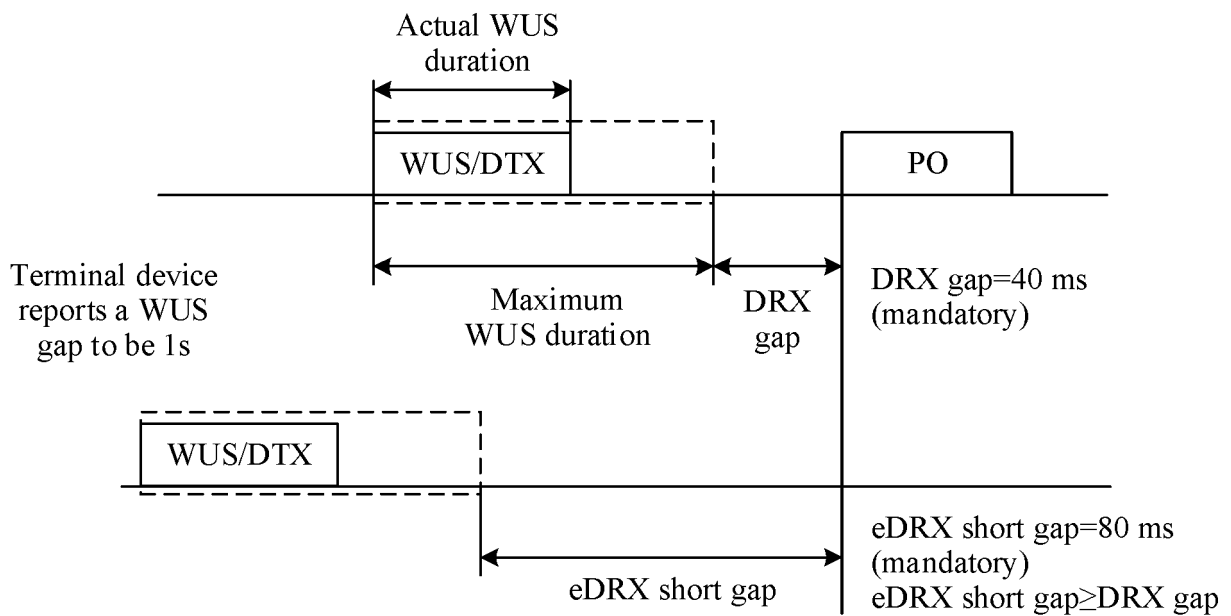 Actual WUS
duration
WUS/DTX
PO
Terminal device
reports a WUS
gap to be 1s
Maximum
WUS duration
DRX
gap
DRX gap=40 ms
(mandatory)
WUS/DTX
eDRX short gap
eDRX short gap=80 ms
(mandatory)
eDRX short gap≥DRX gap